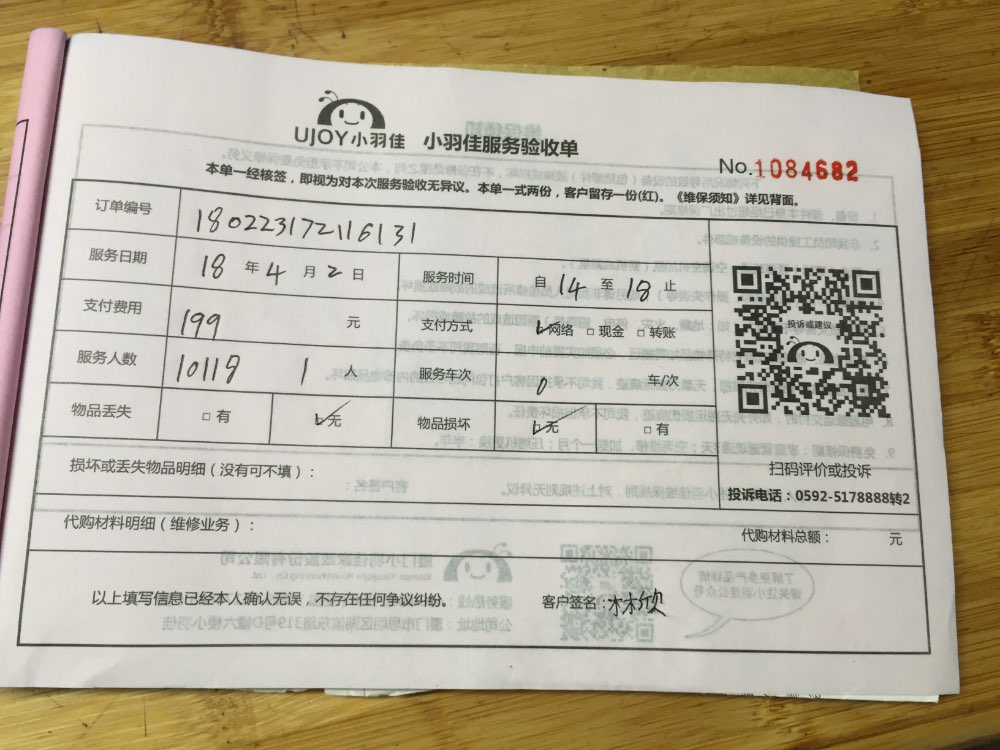 UJOY小羽佳 小羽佳服务验收单
No.1084682
本单一经核签，即视为对本次服务验收无异议。本单一式两份，客户留存一份(红)。《维保须知》详见背面。
订单编号 180223172116131
服务日期 18 年 4 月 2 日 服务时间 自 14 至 18 止
支付费用 199 元 支付方式 ☑网络 □现金 □转账
服务人数 10118 1 人 服务车次 0 车/次
物品丢失 □有 ☑无 物品损坏 ☑无 □有
投诉或建议
扫码评价或投诉
投诉电话：0592-5178888转2
损坏或丢失物品明细（没有可不填）：
代购材料明细（维修业务）： 代购材料总额： 元
以上填写信息已经本人确认无误，不存在任何争议纠纷。 客户签名：林欣